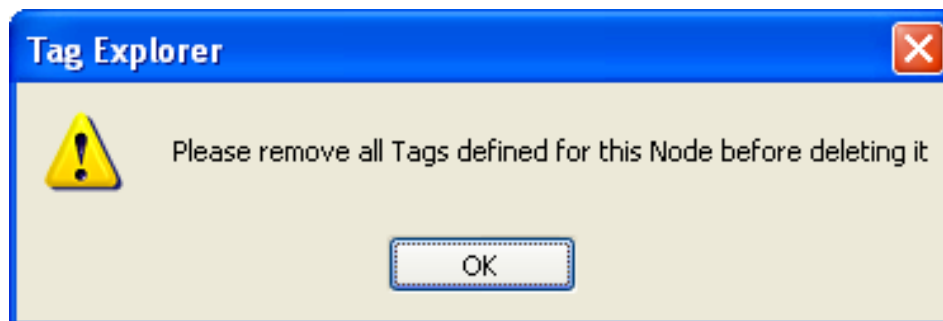 Tag Explorer
Please remove all Tags defined for this Node before deleting it
OK